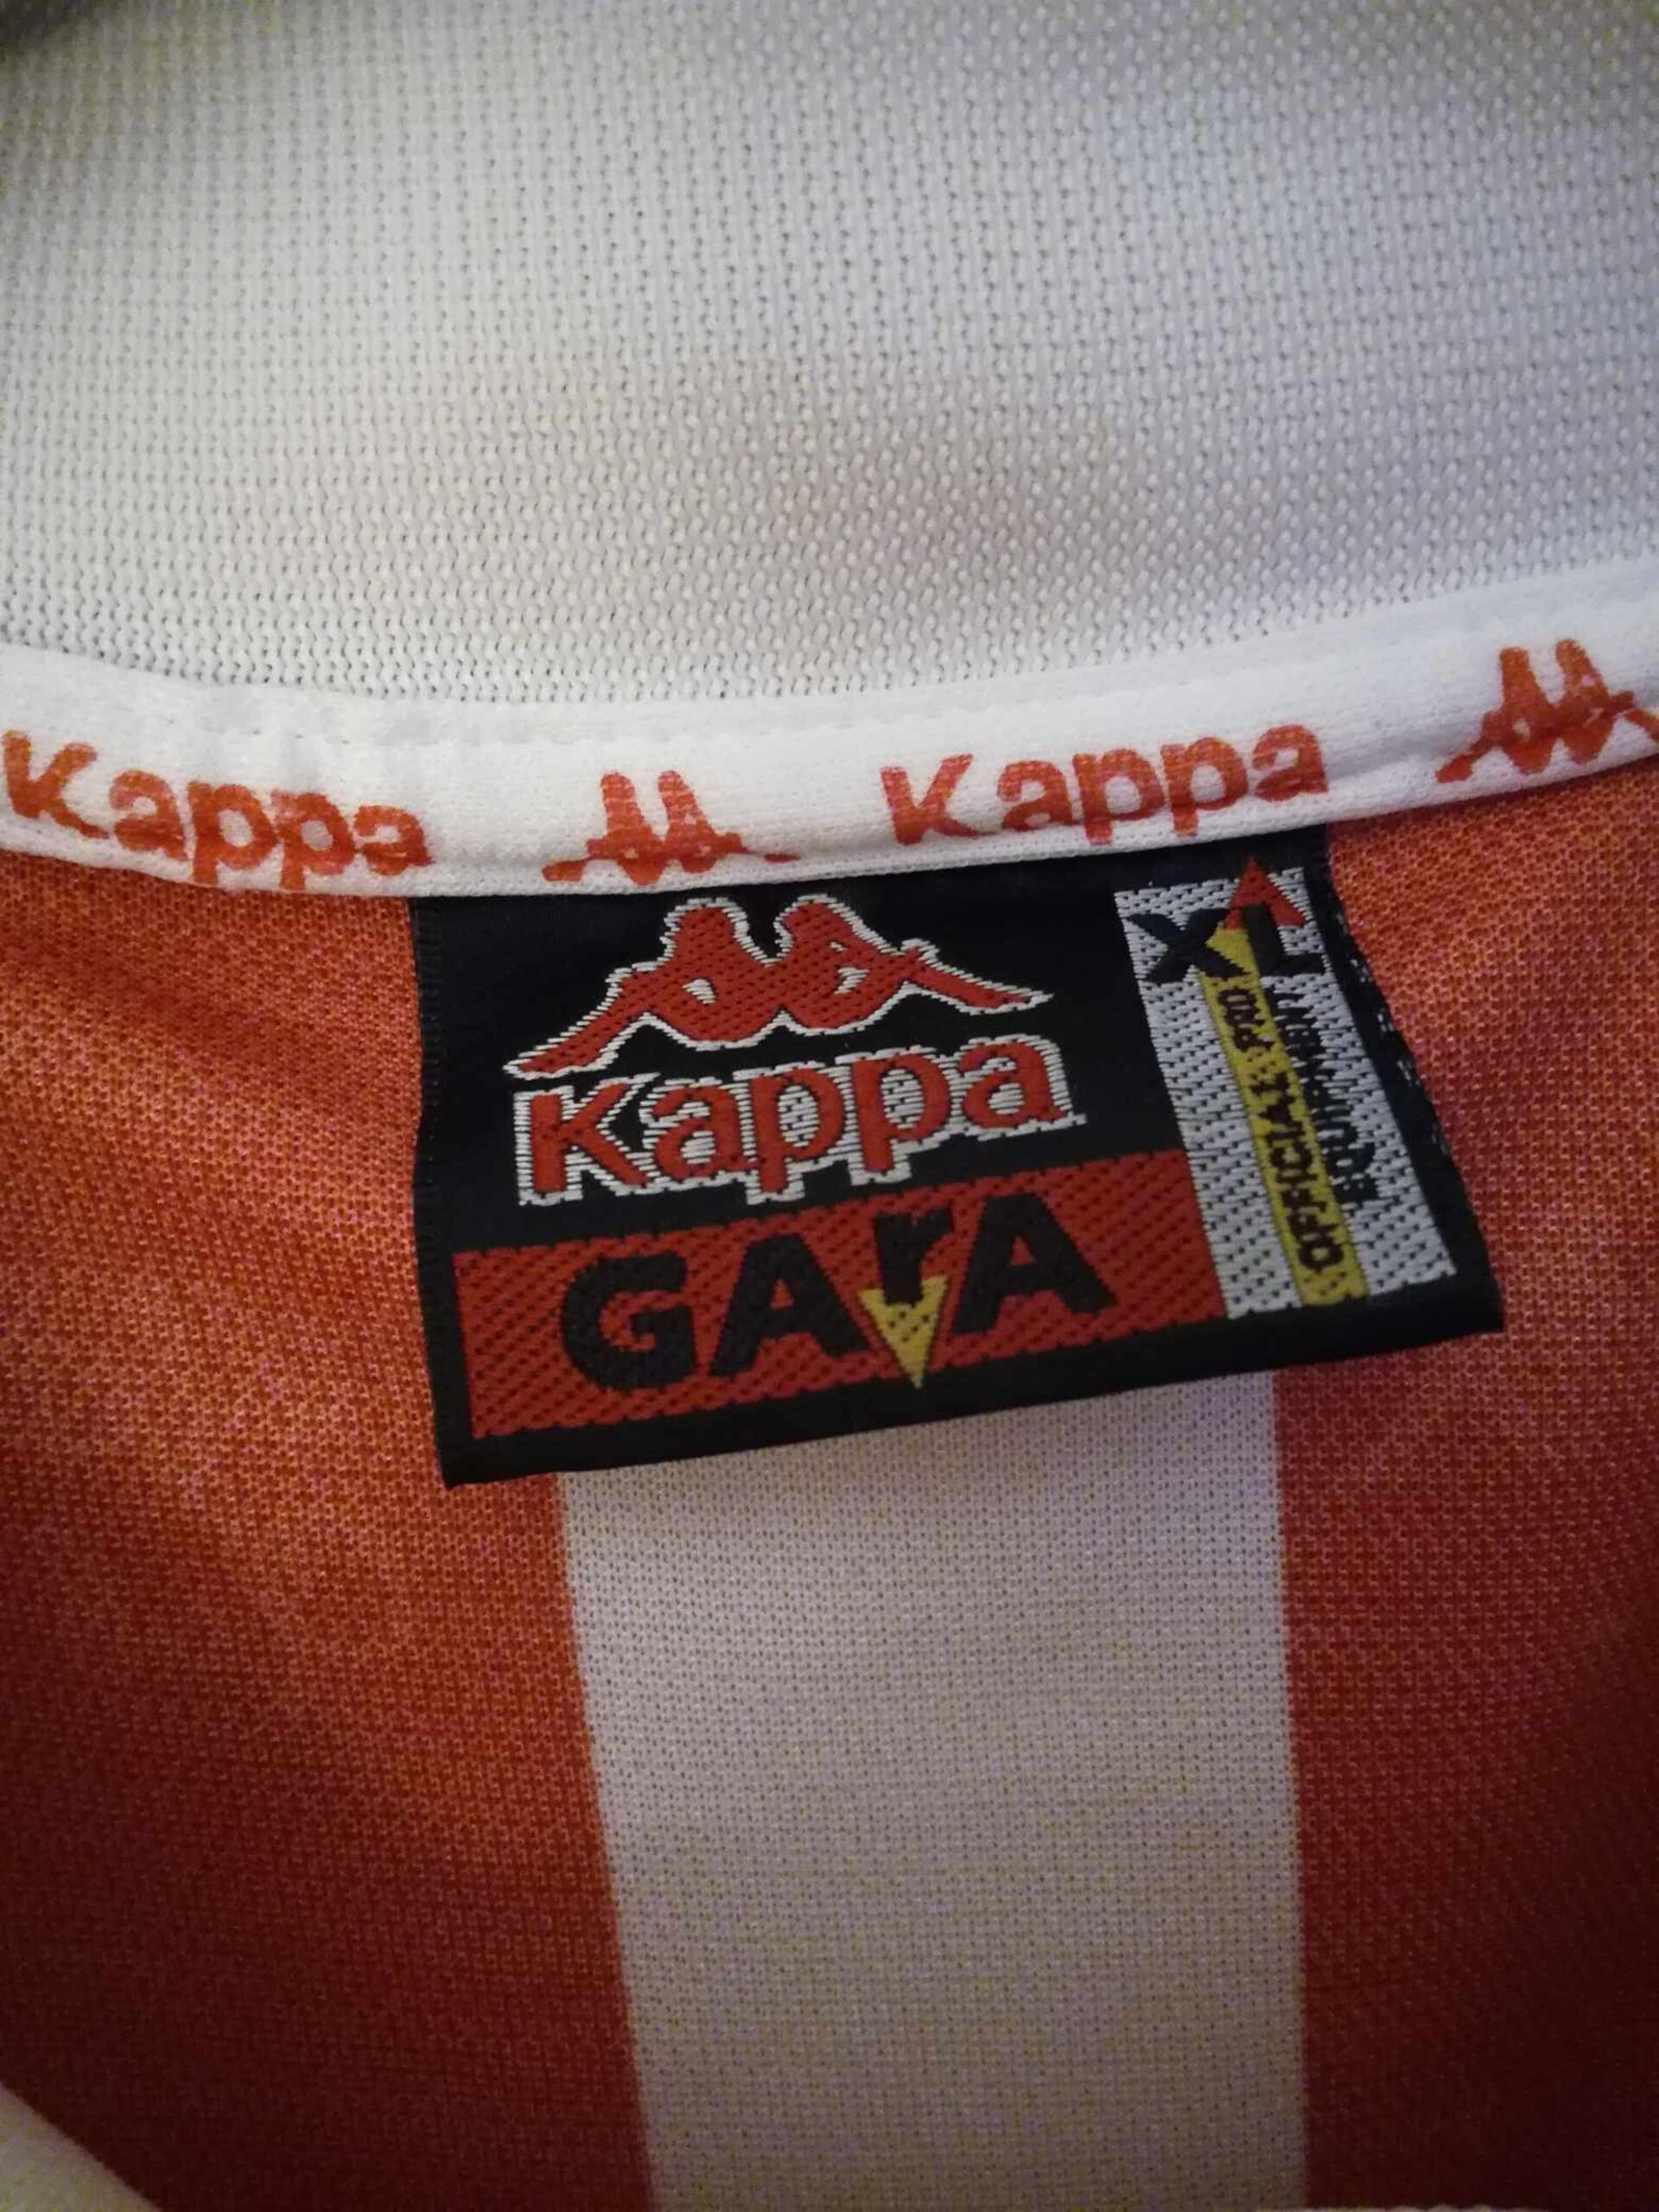 Kappa Kappa
Kappa
GArA
XL
OFFICIAL PRO
EQUIPMENT